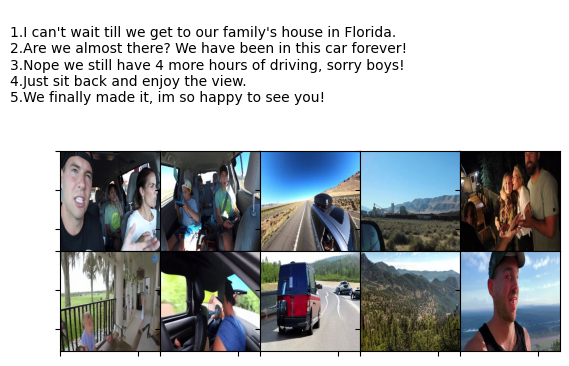 1.I can't wait till we get to our family's house in Florida.
2.Are we almost there? We have been in this car forever!
3.Nope we still have 4 more hours of driving, sorry boys!
4.Just sit back and enjoy the view.
5.We finally made it, im so happy to see you!